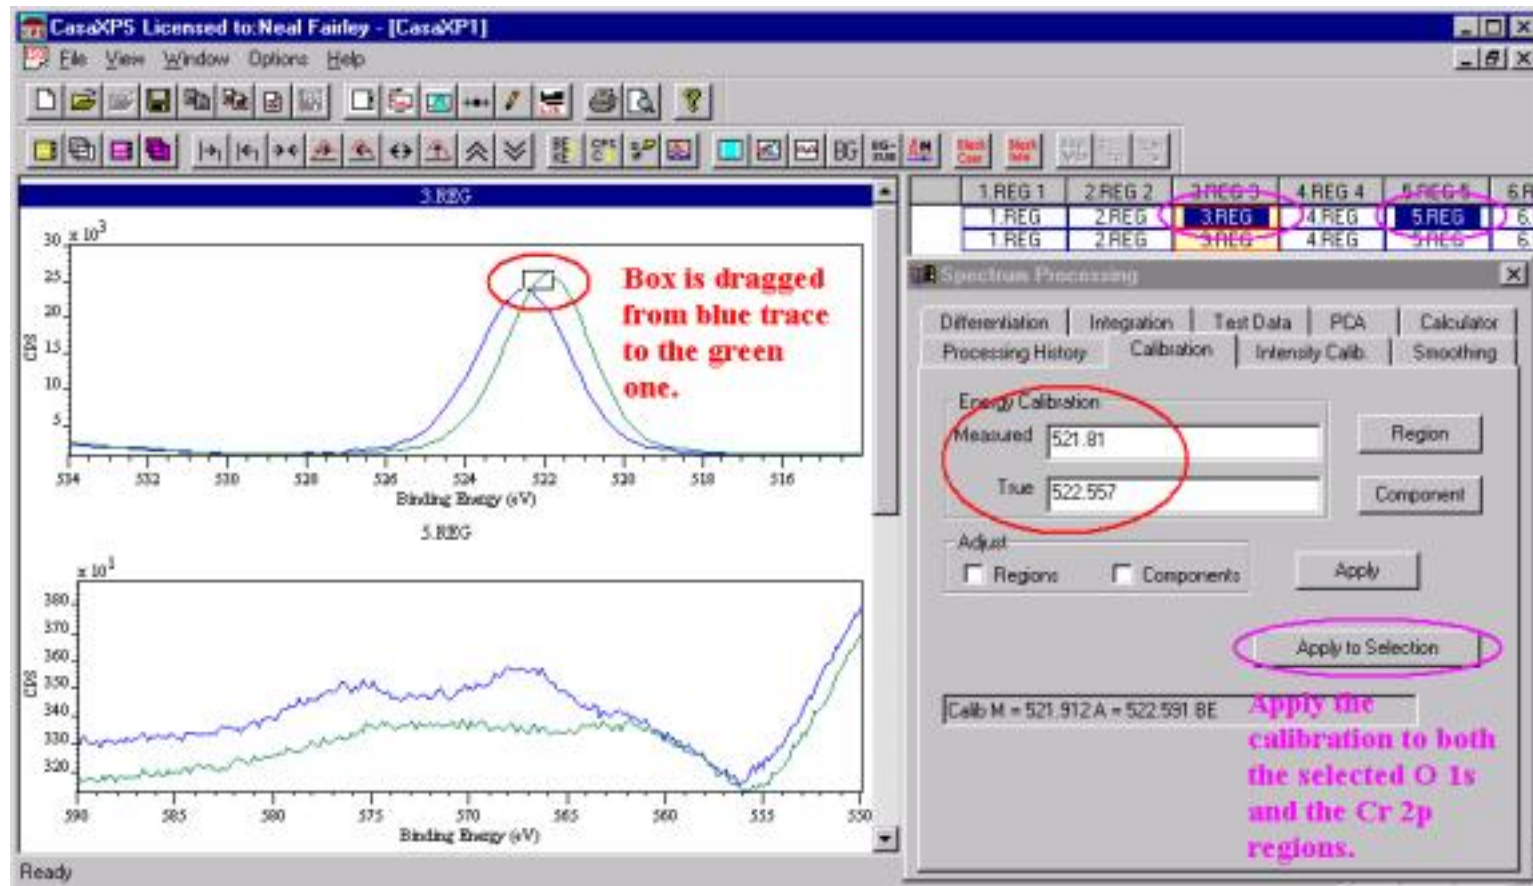 CasaXPS Licensed to:Neal Fairley - [CasaXP1]
File View Window Options Help
BG
1.REG 1 2.REG 2 3.REG 3 4.REG 4 5.REG 5 6.R
1.REG 2.REG 3.REG 4.REG 5.REG 6.
1.REG 2.REG 3.REG 4.REG 5.REG 6.
3.REG
x 10³
30
25
20
15
10
5
CPS
534 532 530 528 526 524 522 520 518 516
Binding Energy (eV)
Box is dragged
from blue trace
to the green
one.
5.REG
x 10¹
380
370
360
350
340
330
320
CPS
590 585 580 575 570 565 560 555 550
Binding Energy (eV)
Ready
Spectrum Processing
Differentiation Integration Test Data PCA Calculator
Processing History Calibration Intensity Calib. Smoothing
Energy Calibration
Measured 521.81
True 522.557
Region
Component
Adjust
Regions Components
Apply
Apply to Selection
Calib M = 521.912 A = 522.591 BE
Apply the
calibration to both
the selected O 1s
and the Cr 2p
regions.